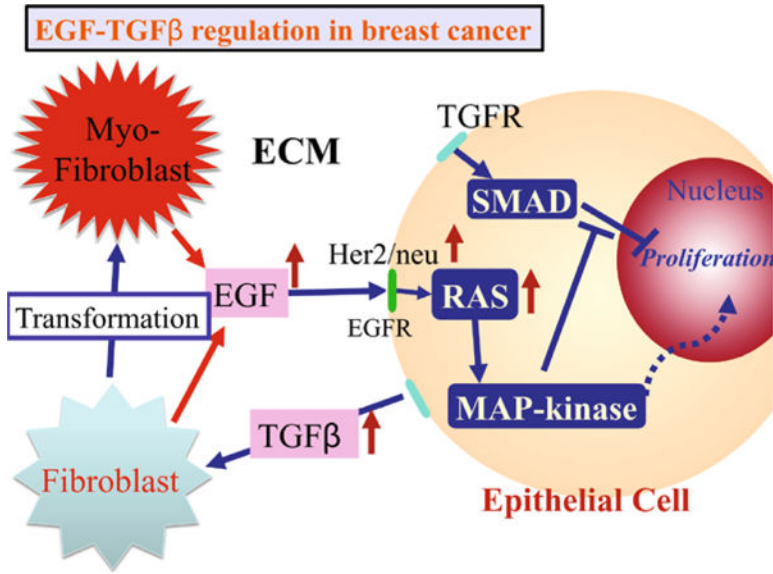 EGF-TGFβ regulation in breast cancer
Myo-
Fibroblast
ECM
TGFR
SMAD
Nucleus
Proliferation
Her2/neu
EGF
RAS
EGFR
Transformation
MAP-kinase
TGFβ
Fibroblast
Epithelial Cell